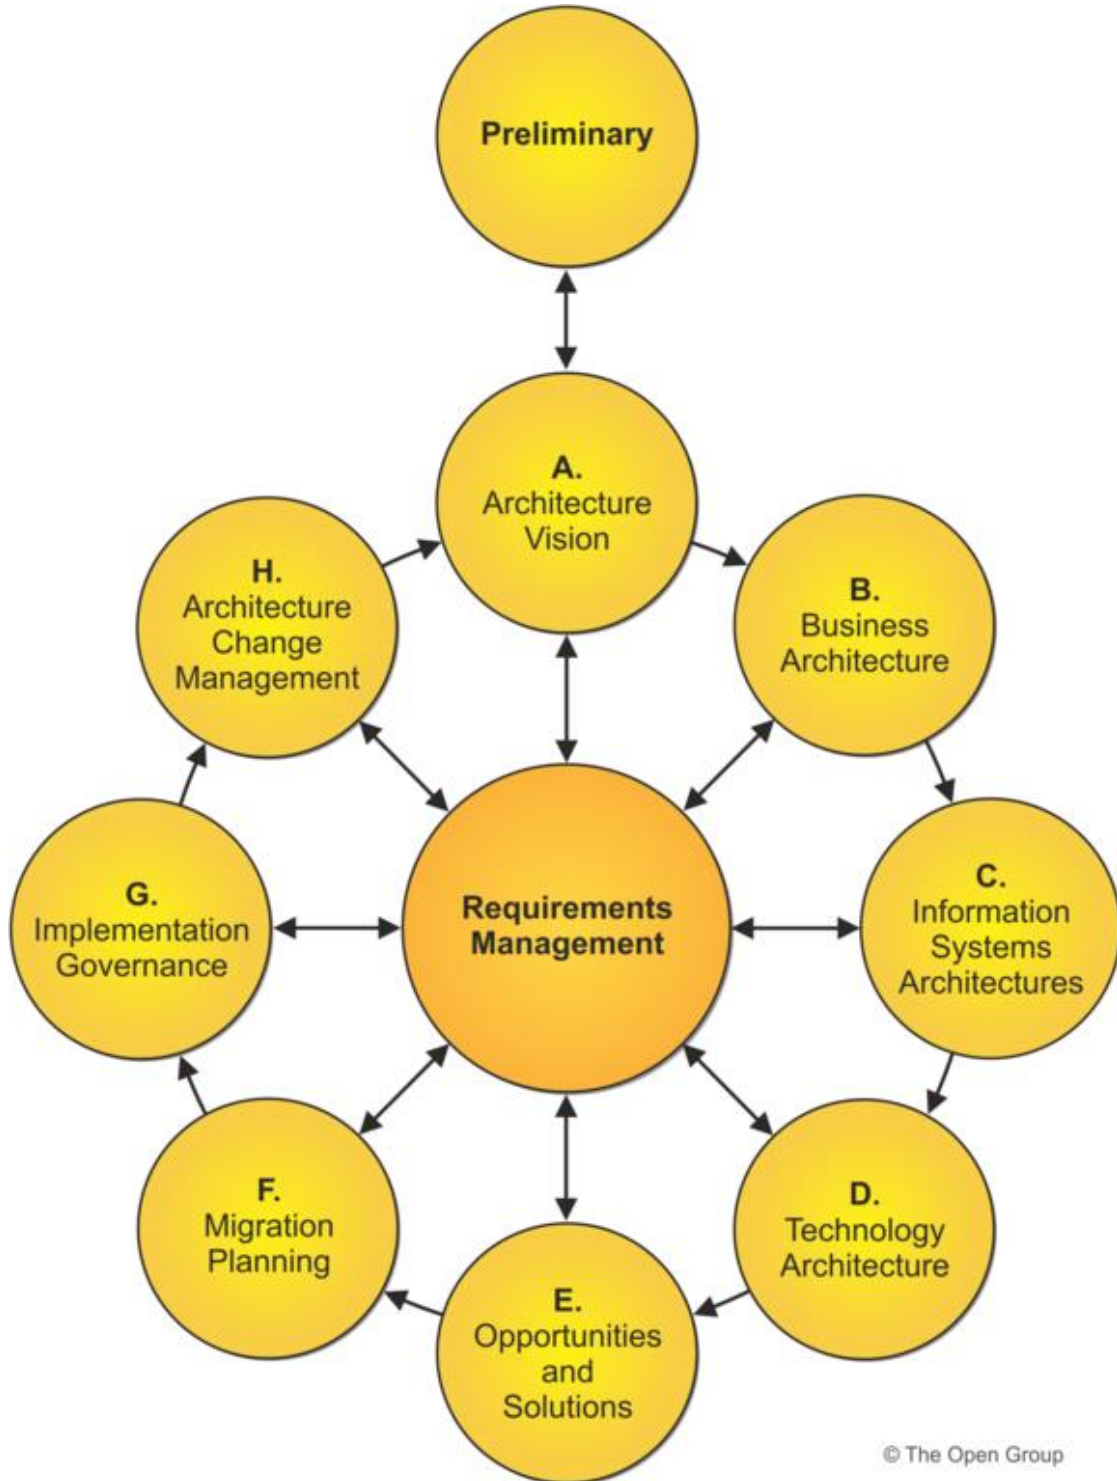 Preliminary
A.
Architecture
Vision
B.
Business
Architecture
C.
Information
Systems
Architectures
D.
Technology
Architecture
E.
Opportunities
and
Solutions
F.
Migration
Planning
G.
Implementation
Governance
H.
Architecture
Change
Management
Requirements
Management
© The Open Group